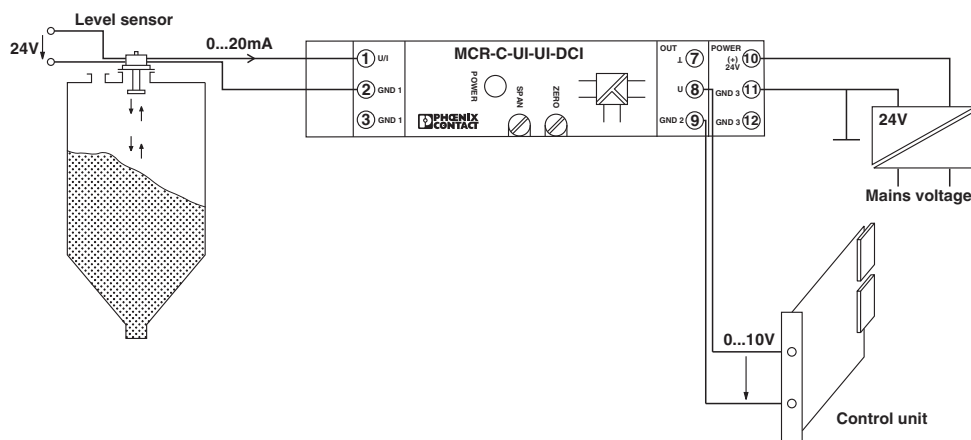 Level sensor
24V
0...20mA
1 U/I
2 GND 1
3 GND 1
MCR-C-UI-UI-DCI
POWER
SPAN
ZERO
PHŒNIX
CONTACT
OUT
⊥ 7
U 8
GND 2 9
POWER
(+) 10
24V
GND 3 11
GND 3 12
24V
Mains voltage
0...10V
Control unit